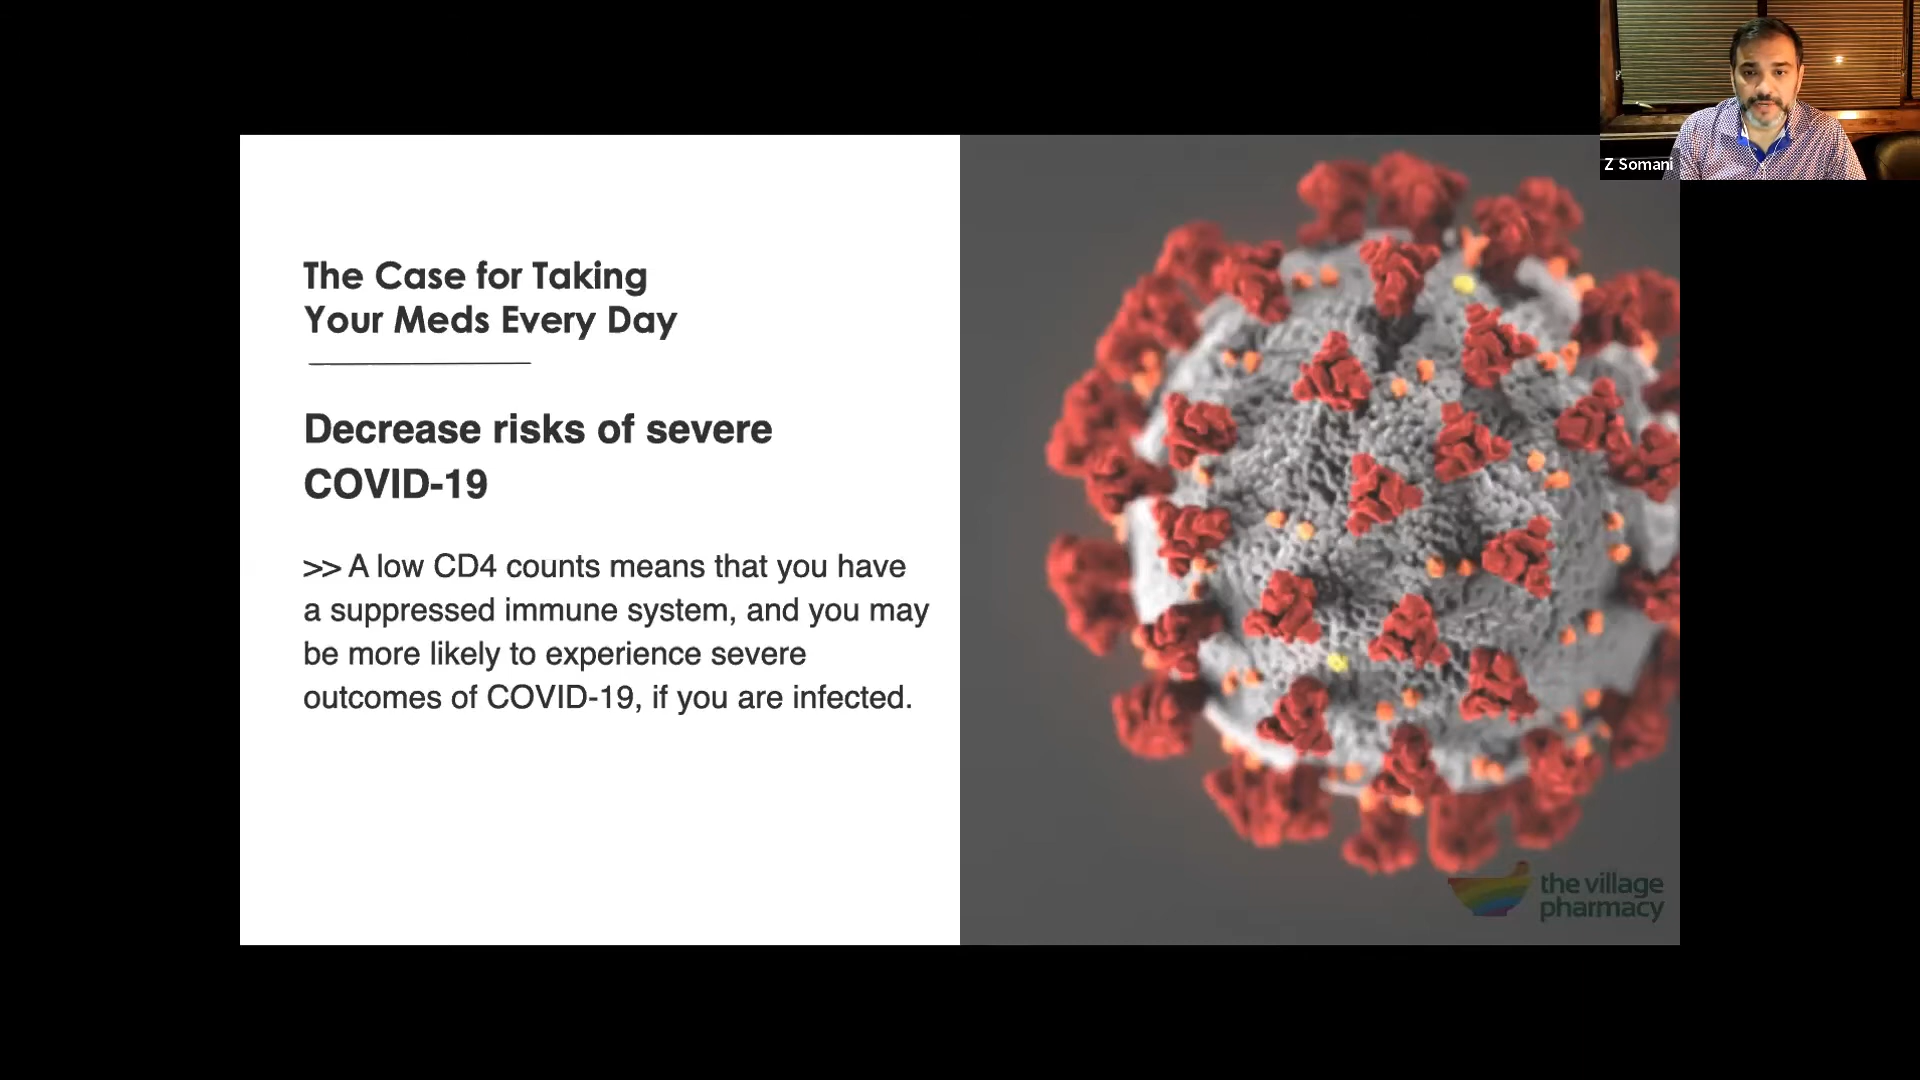 Z Somani
The Case for Taking
Your Meds Every Day
Decrease risks of severe
COVID-19
>> A low CD4 counts means that you have
a suppressed immune system, and you may
be more likely to experience severe
outcomes of COVID-19, if you are infected.
the village
pharmacy